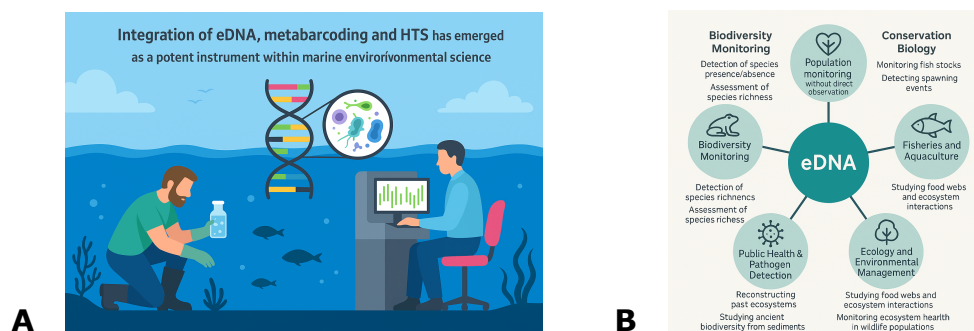 Integration of eDNA, metabarcoding and HTS has emerged
as a potent instrument within marine envirorivonmental science
A
B
Biodiversity
Monitoring
Detection of species
presence/absence
Assessment of
species richness
Population
monitoring
without direct
observation
Conservation
Biology
Monitoring fish stocks
Detecting spawning
events
Biodiversity
Monitoring
Detection of
species richnencs
Assessment of
species richess
eDNA
Fisheries and
Aquaculture
Studying food webs
and ecosystem
interactions
Public Health &
Pathogen
Detection
Reconstructing
past ecosystems
Studying ancient
biodiversity from sediments
Ecology and
Environmental
Management
Studying food webs and
ecosystem interactions
Monitoring ecosystem heralth
in wildlife populations